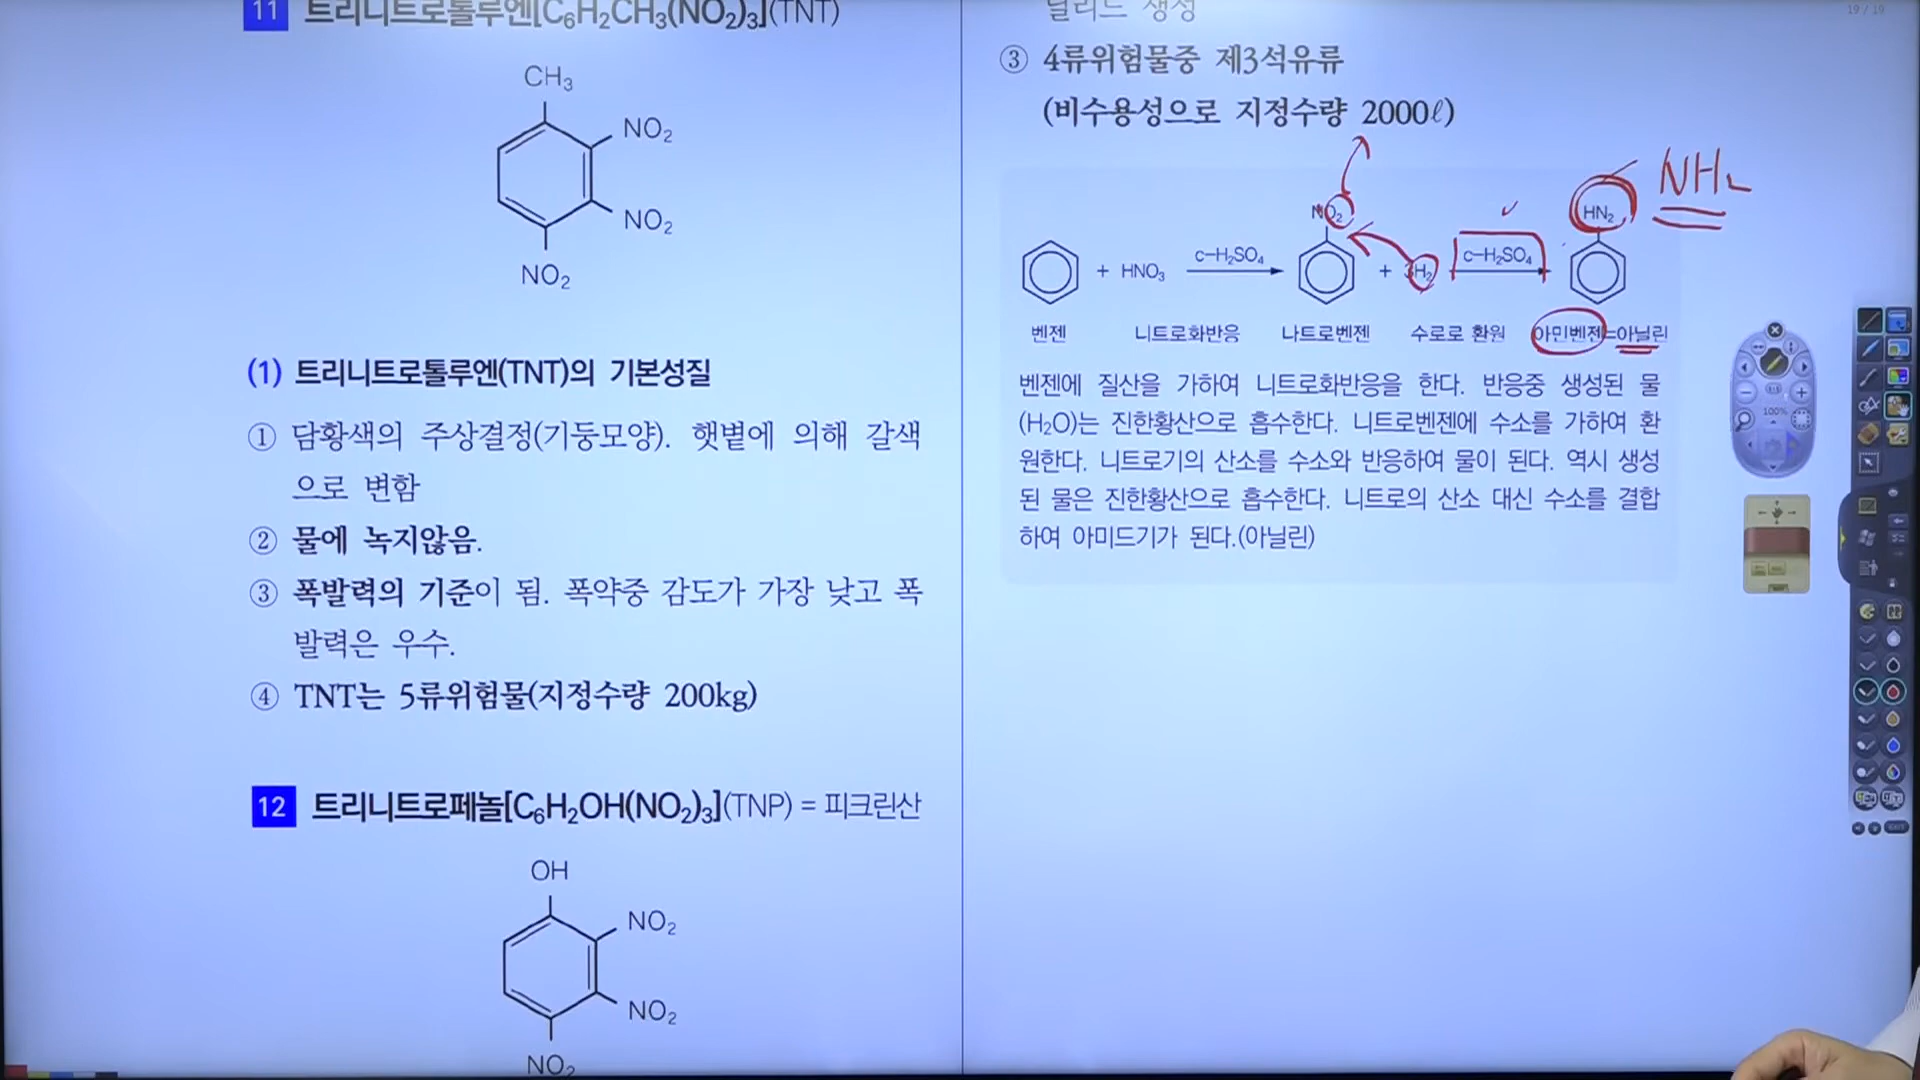 11 트리니트로톨루엔[C₆H₂CH₃(NO₂)₃](TNT)
CH₃
NO₂
NO₂
NO₂
(1) 트리니트로톨루엔(TNT)의 기본성질
① 담황색의 주상결정(기둥모양). 햇볕에 의해 갈색
으로 변함
② 물에 녹지않음.
③ 폭발력의 기준이 됨. 폭약중 감도가 가장 낮고 폭
발력은 우수.
④ TNT는 5류위험물(지정수량 200kg)
12 트리니트로페놀[C₆H₂OH(NO₂)₃](TNP) = 피크린산
OH
NO₂
NO₂
NO₂
생성
③ 4류위험물중 제3석유류
(비수용성으로 지정수량 2000ℓ)
NH₂
NO₂
HN₂
+ HNO₃ c-H₂SO₄ + 3H₂ c-H₂SO₄
벤젠 니트로화반응 나트로벤젠 수로로 환원 아민벤젠=아닐린
벤젠에 질산을 가하여 니트로화반응을 한다. 반응중 생성된 물
(H₂O)는 진한황산으로 흡수한다. 니트로벤젠에 수소를 가하여 환
원한다. 니트로기의 산소를 수소와 반응하여 물이 된다. 역시 생성
된 물은 진한황산으로 흡수한다. 니트로의 산소 대신 수소를 결합
하여 아미드기가 된다.(아닐린)
19 / 19
100%